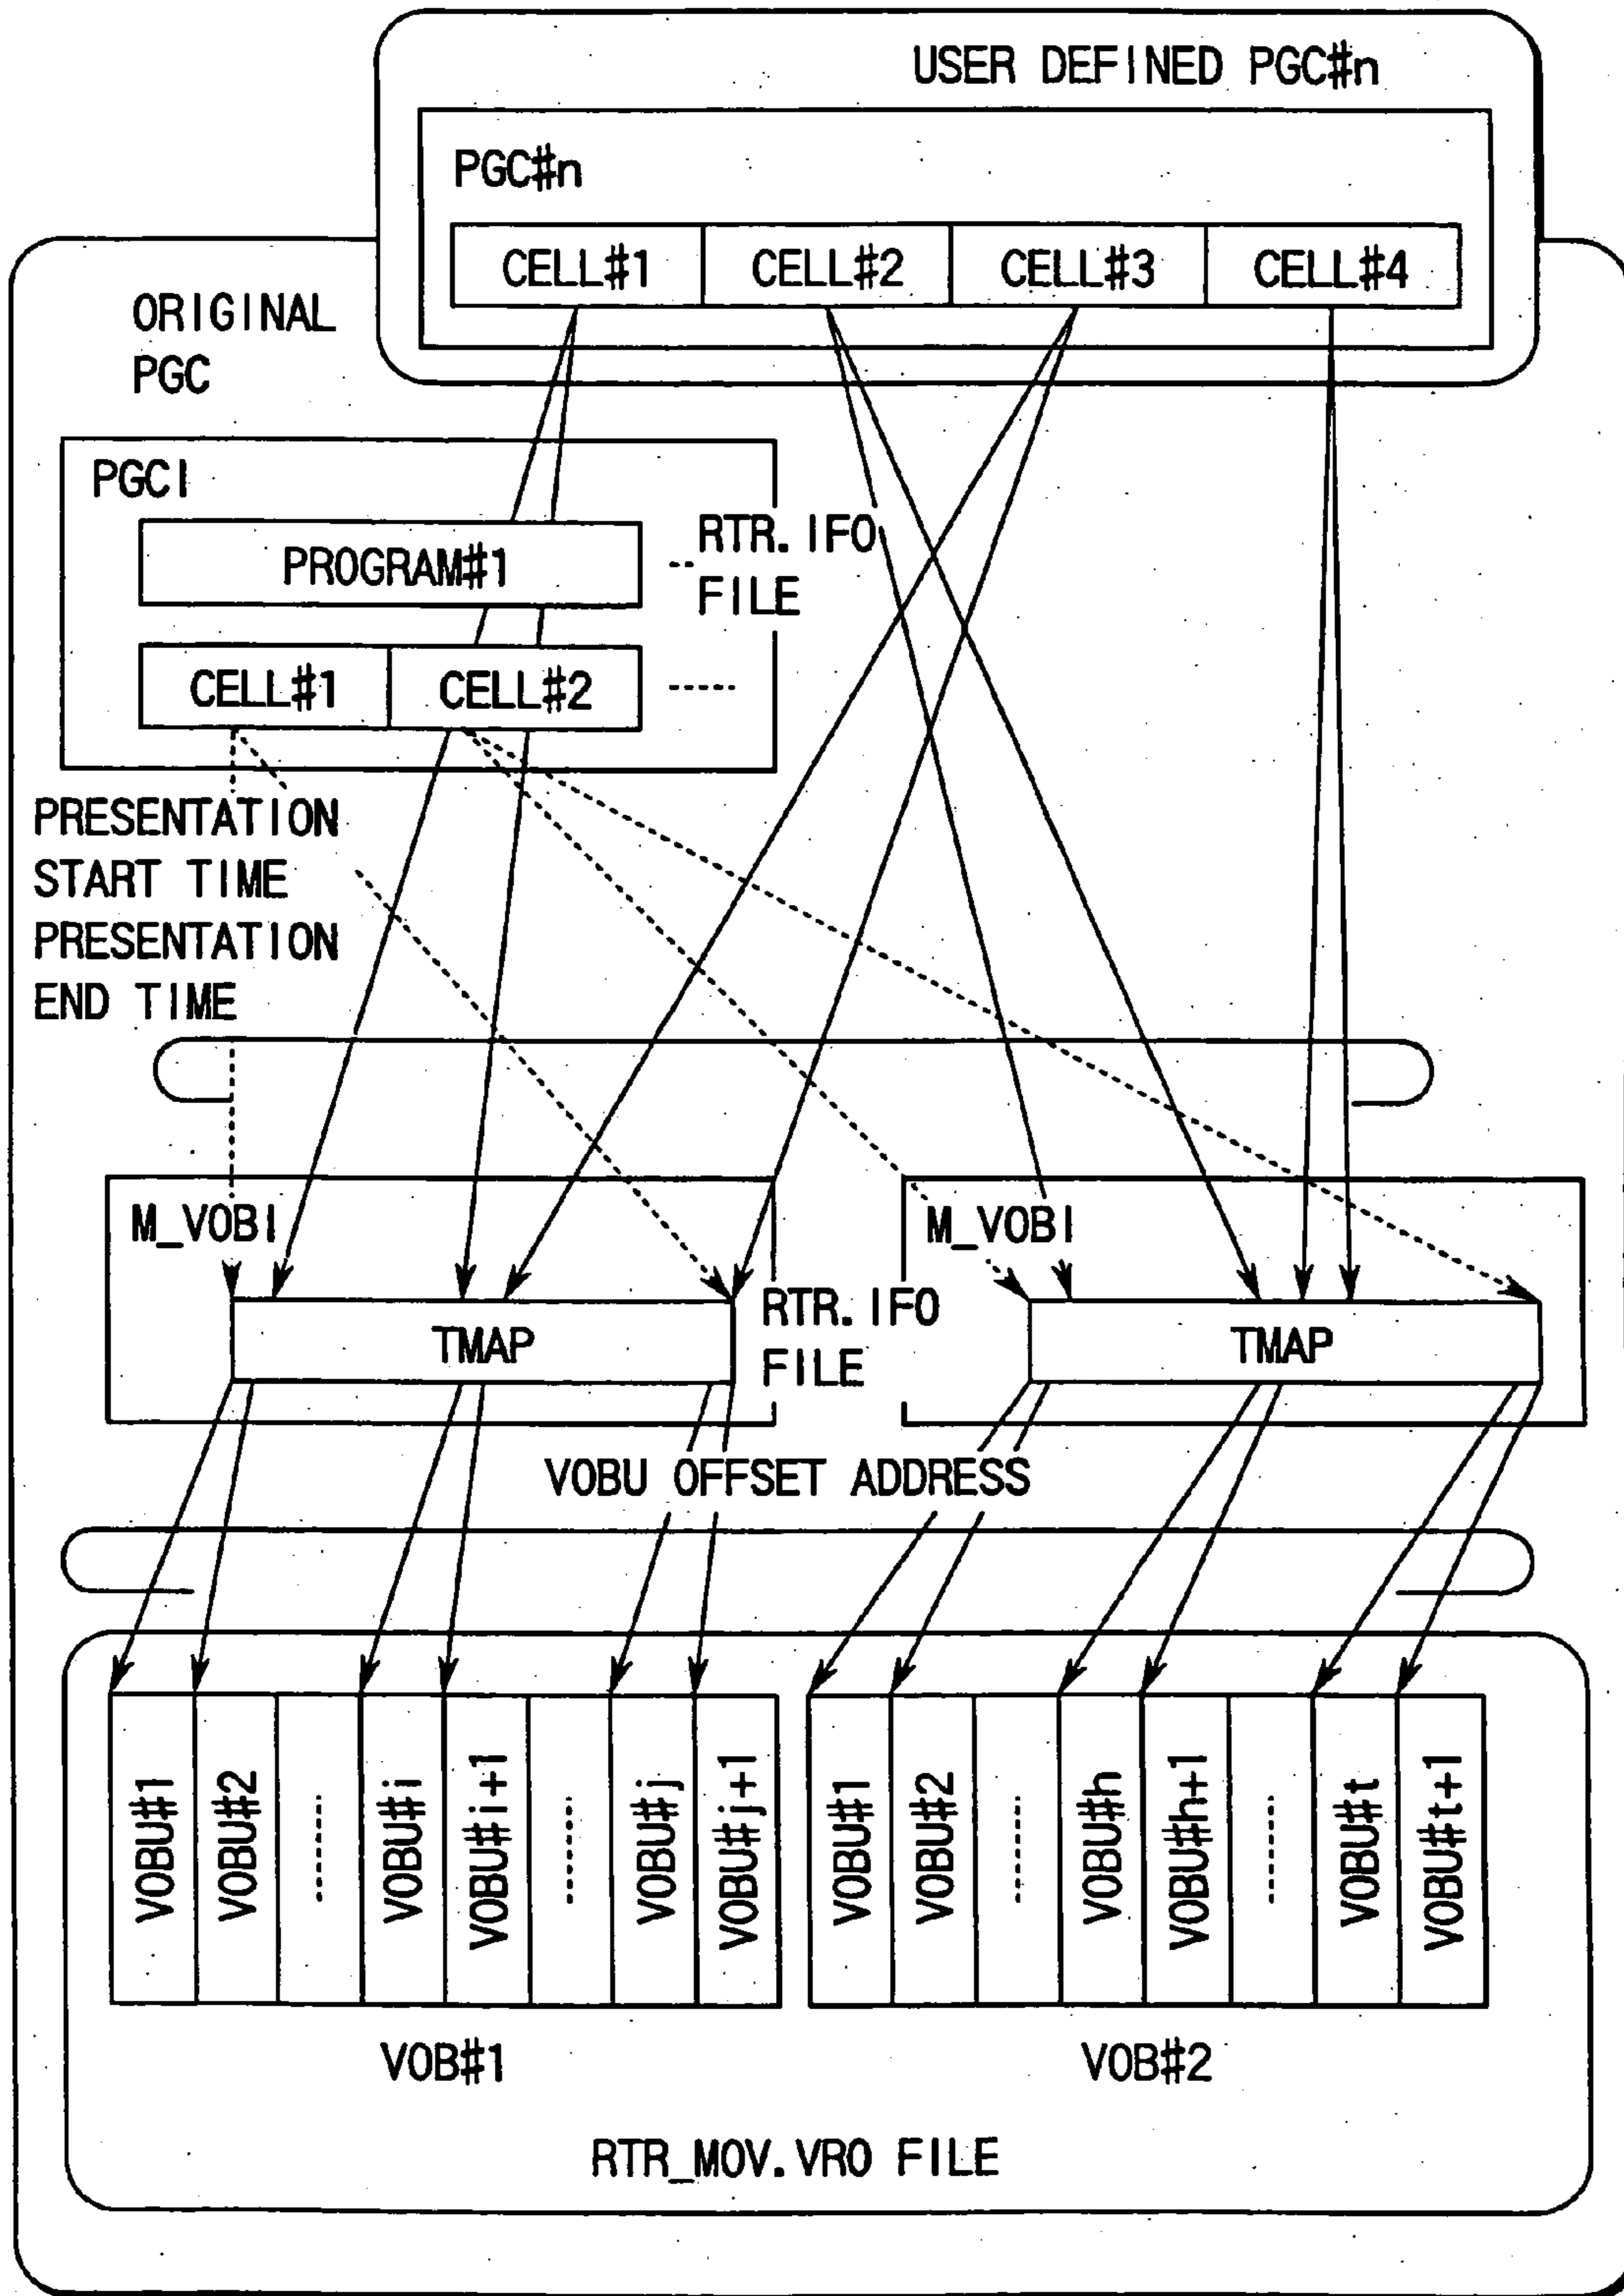 USER DEFINED PGC#n
PGC#n
CELL#1 CELL#2 CELL#3 CELL#4
ORIGINAL
PGC
PGCI
PROGRAM#1
RTR.IFO
FILE
CELL#1 CELL#2
PRESENTATION
START TIME
PRESENTATION
END TIME
M_VOBI
M_VOBI
RTR.IFO
FILE
TMAP
TMAP
VOBU OFFSET ADDRESS
VOBU#1
VOBU#2
VOBU#i
VOBU#i+1
VOBU#j
VOBU#j+1
VOBU#1
VOBU#2
VOBU#h
VOBU#h+1
VOBU#t
VOBU#t+1
VOB#1
VOB#2
RTR_MOV.VRO FILE